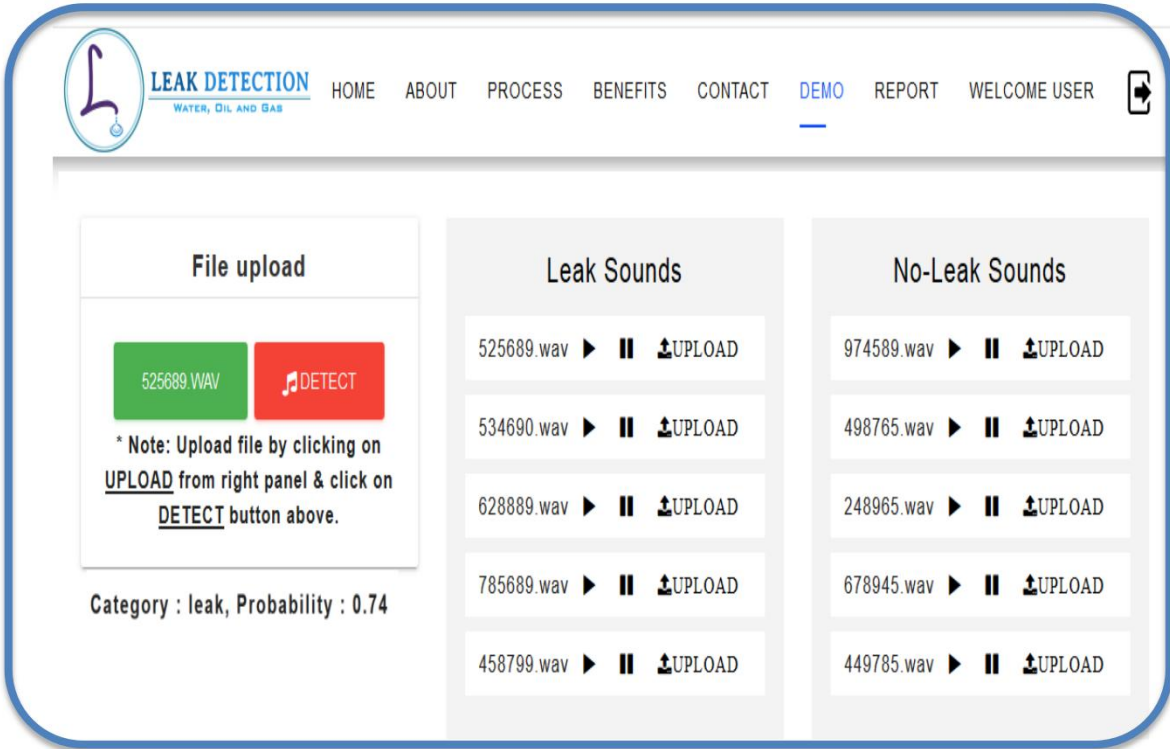 LEAK DETECTION
WATER, OIL AND GAS
HOME ABOUT PROCESS BENEFITS CONTACT DEMO REPORT WELCOME USER
File upload
525689.WAV DETECT
* Note: Upload file by clicking on
UPLOAD from right panel & click on
DETECT button above.
Category : leak, Probability : 0.74
Leak Sounds
525689.wav UPLOAD
534690.wav UPLOAD
628889.wav UPLOAD
785689.wav UPLOAD
458799.wav UPLOAD
No-Leak Sounds
974589.wav UPLOAD
498765.wav UPLOAD
248965.wav UPLOAD
678945.wav UPLOAD
449785.wav UPLOAD